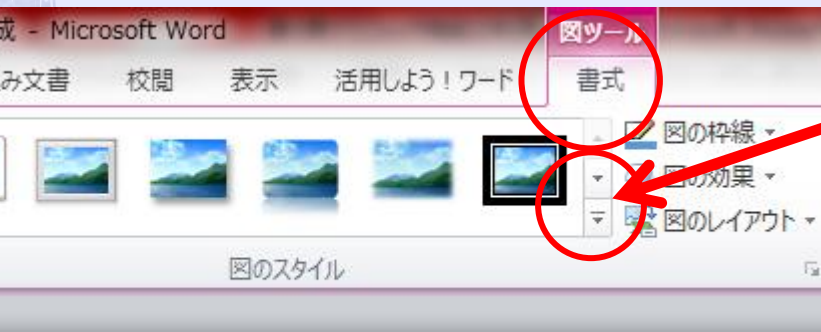 成 - Microsoft Word
図ツール
み文書 校閲 表示 活用しよう！ワード 書式
図の枠線
図の効果
図のレイアウト
図のスタイル